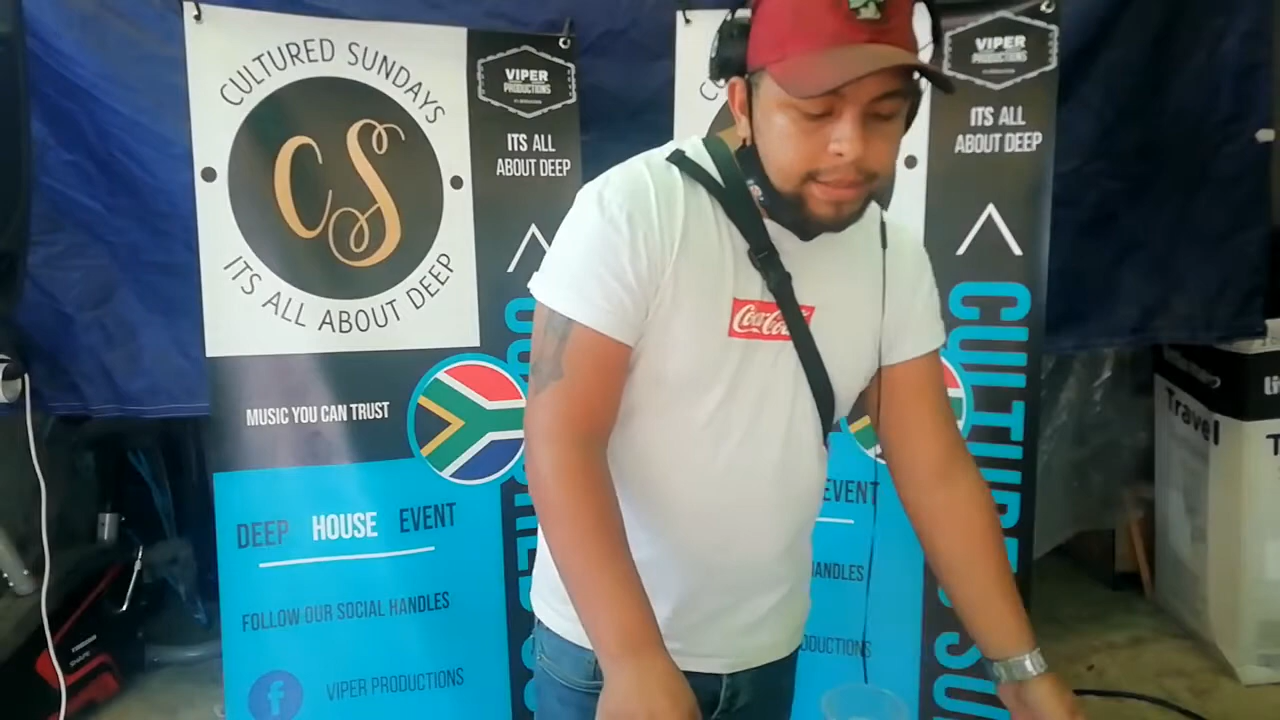 CULTURED SUNDAYS
CS
ITS ALL ABOUT DEEP
VIPER
PRODUCTIONS
ITS ALL
ABOUT DEEP
MUSIC YOU CAN TRUST
DEEP HOUSE EVENT
FOLLOW OUR SOCIAL HANDLES
f
VIPER PRODUCTIONS
Coca-Cola
VIPER
PRODUCTIONS
ITS ALL
ABOUT DEEP
CULTURED SU
EVENT
HANDLES
ODUCTIONS
Travel